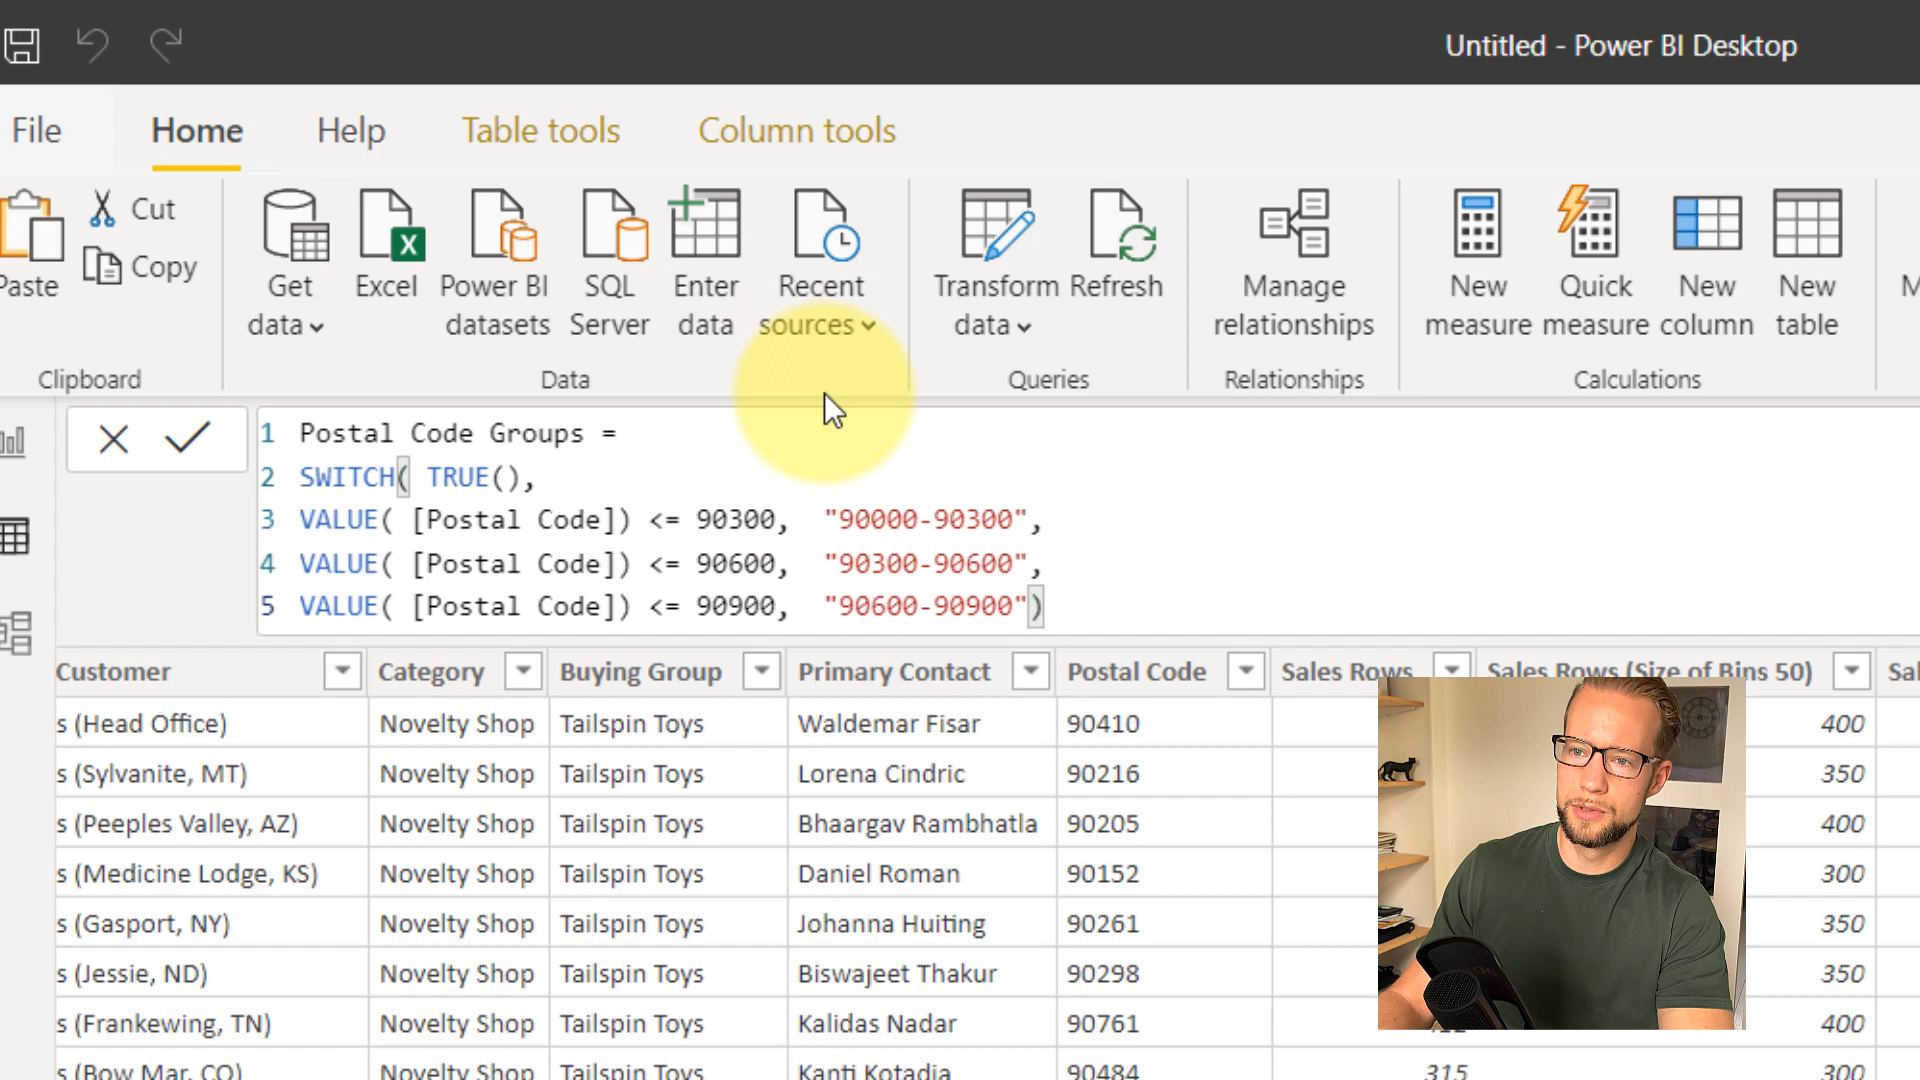 Untitled - Power BI Desktop
File Home Help Table tools Column tools
Paste Cut Copy
Get data Excel Power BI datasets SQL Server Enter data Recent sources Transform data Refresh Manage relationships New measure Quick measure New column New table
Clipboard Data Queries Relationships Calculations
1 Postal Code Groups =
2 SWITCH( TRUE(),
3 VALUE( [Postal Code]) <= 90300, "90000-90300",
4 VALUE( [Postal Code]) <= 90600, "90300-90600",
5 VALUE( [Postal Code]) <= 90900, "90600-90900")
Customer Category Buying Group Primary Contact Postal Code Sales Rows Sales Rows (Size of Bins 50) Sal
s (Head Office) Novelty Shop Tailspin Toys Waldemar Fisar 90410 400
s (Sylvanite, MT) Novelty Shop Tailspin Toys Lorena Cindric 90216 350
s (Peeples Valley, AZ) Novelty Shop Tailspin Toys Bhaargav Rambhatla 90205 400
s (Medicine Lodge, KS) Novelty Shop Tailspin Toys Daniel Roman 90152 300
s (Gasport, NY) Novelty Shop Tailspin Toys Johanna Huiting 90261 350
s (Jessie, ND) Novelty Shop Tailspin Toys Biswajeet Thakur 90298 350
s (Frankewing, TN) Novelty Shop Tailspin Toys Kalidas Nadar 90761 400
s (Bow Mar, CO) Novelty Shop Tailspin Toys Kanti Kotadia 90484 315 300